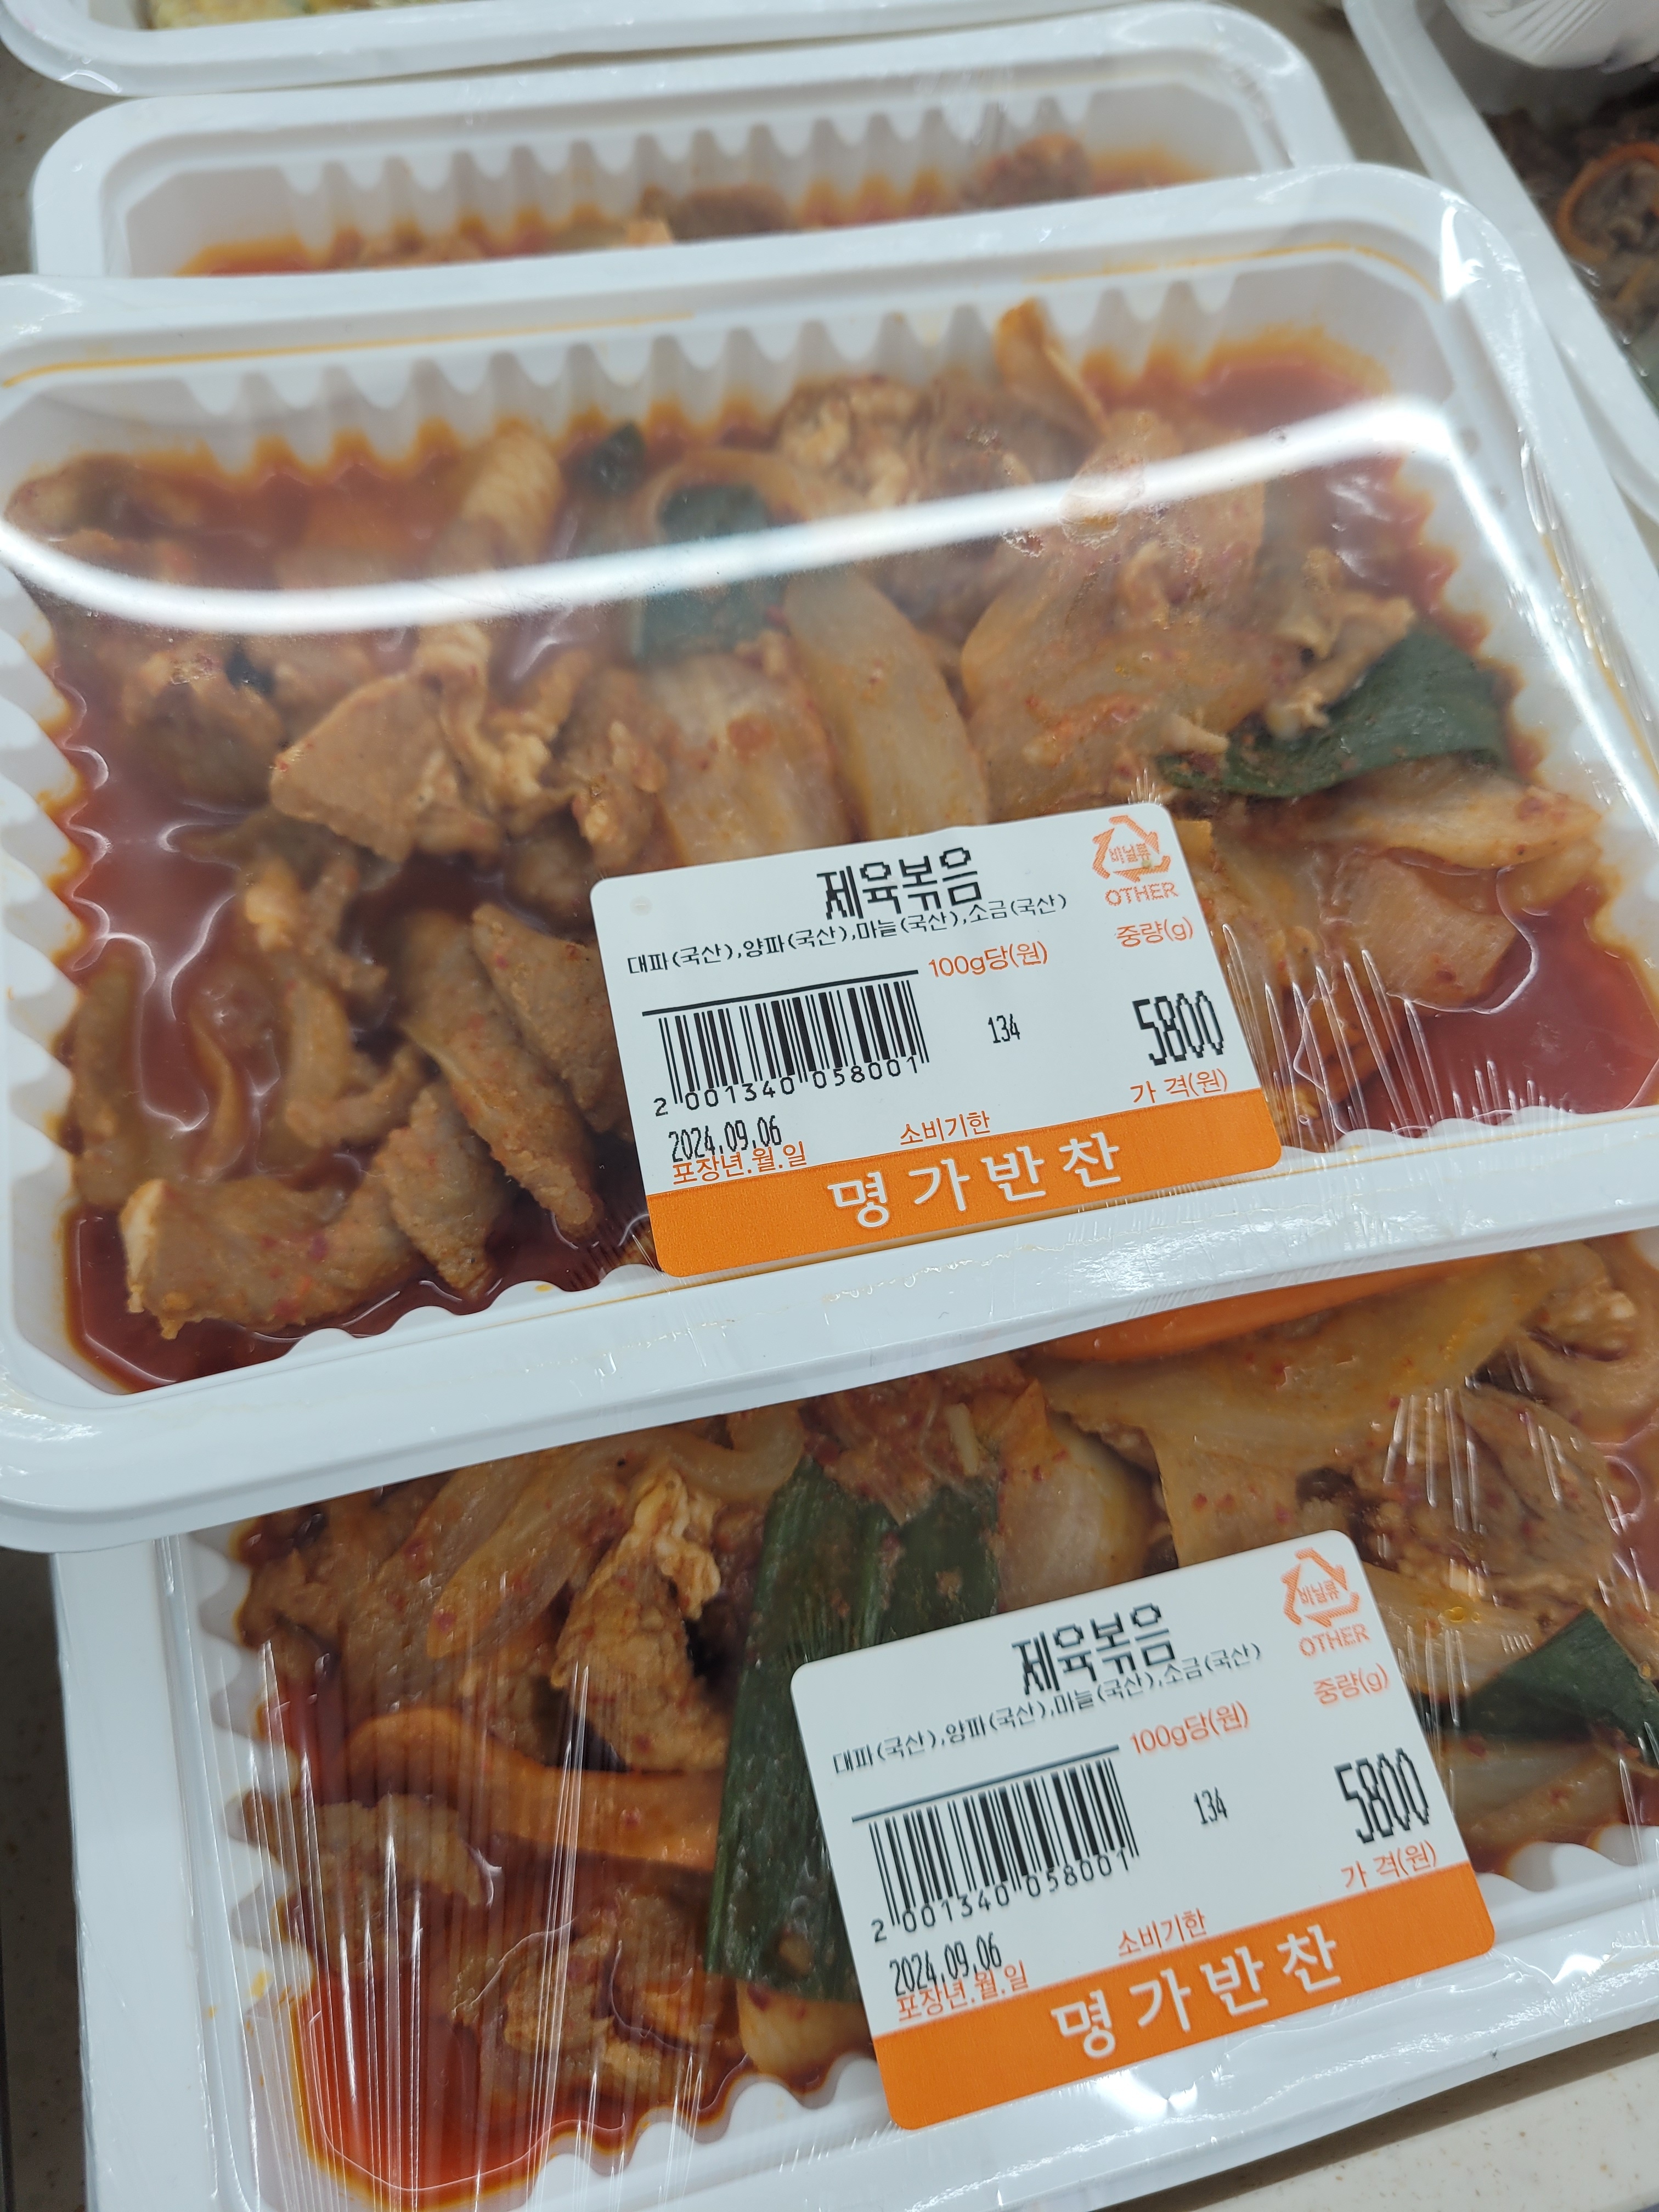 제육볶음
비닐류
OTHER
대파(국산),양파(국산),마늘(국산),소금(국산)
100g당(원)
중량(g)
134
5800
2 001340 058001
가 격(원)
2024.09.06
소비기한
포장년.월.일
명가반찬
제육볶음
비닐류
OTHER
대파(국산),양파(국산),마늘(국산),소금(국산)
100g당(원)
중량(g)
134
5800
2 001340 058001
가 격(원)
2024.09.06
소비기한
포장년.월.일
명가반찬